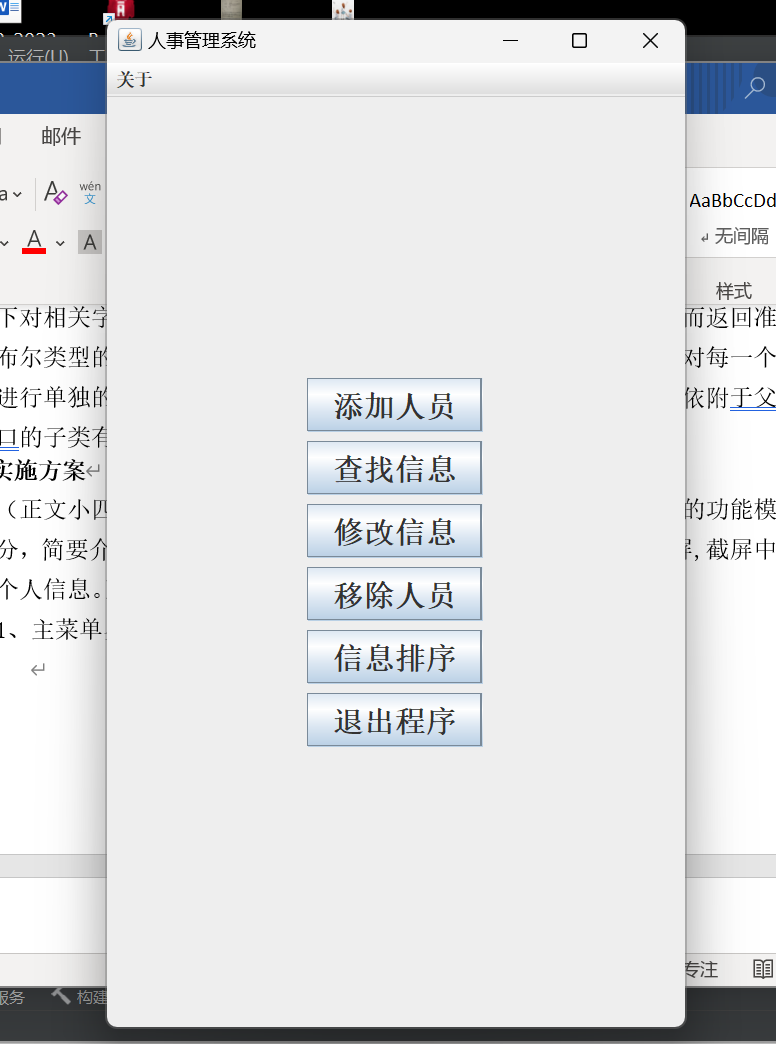 人事管理系统
运行(U)
关于
邮件
wén
文
A
A
A
AaBbCcDd
无间隔
样式
下对相关字
而返回准
布尔类型的
对每一个
进行单独的
依附于父
口的子类有
实施方案
（正文小四
的功能模
分，简要介
屏,截屏中
个人信息。
1、主菜单
添加人员
查找信息
修改信息
移除人员
信息排序
退出程序
专注
服务
构建